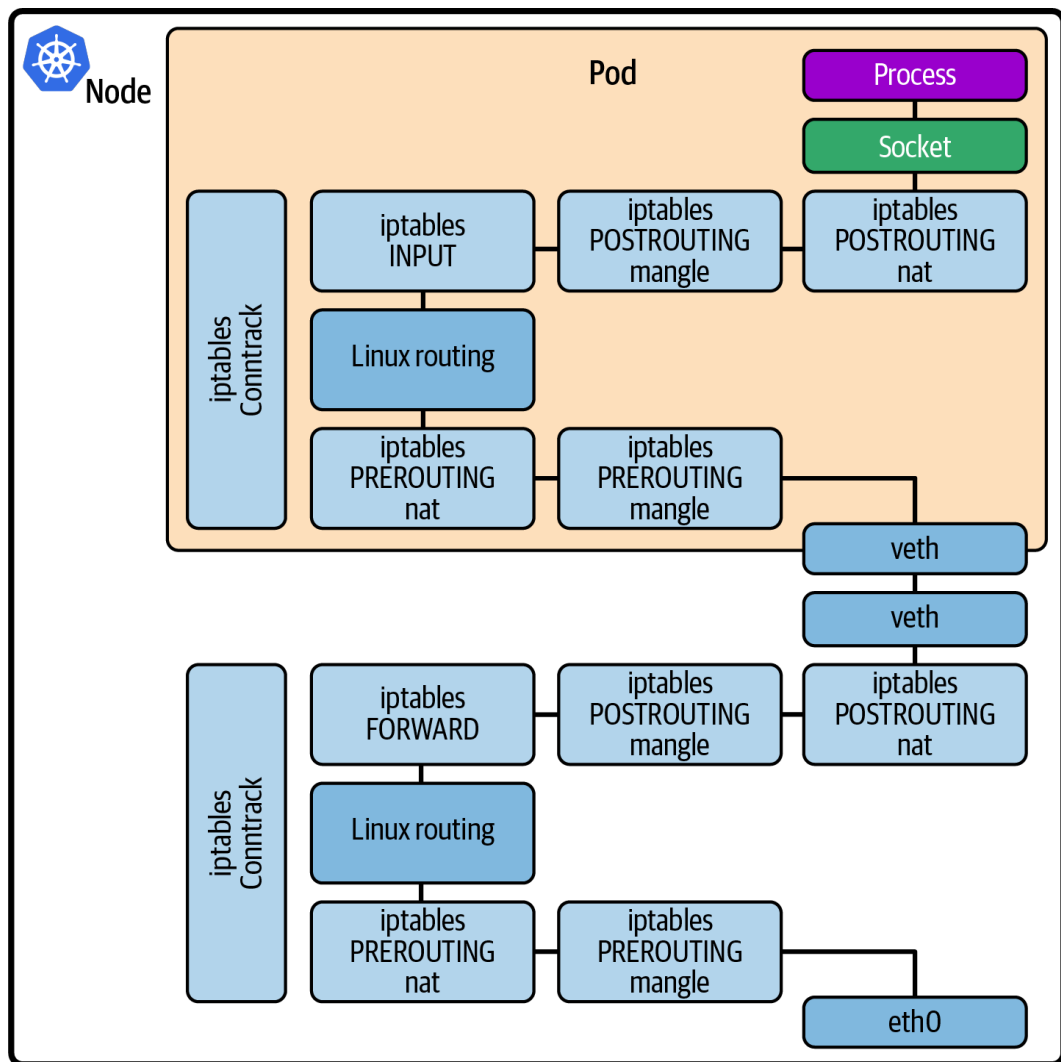 Node
Pod
Process
Socket
iptables
Conntrack
iptables
INPUT
iptables
POSTROUTING
mangle
iptables
POSTROUTING
nat
Linux routing
iptables
PREROUTING
nat
iptables
PREROUTING
mangle
veth
veth
iptables
Conntrack
iptables
FORWARD
iptables
POSTROUTING
mangle
iptables
POSTROUTING
nat
Linux routing
iptables
PREROUTING
nat
iptables
PREROUTING
mangle
eth0